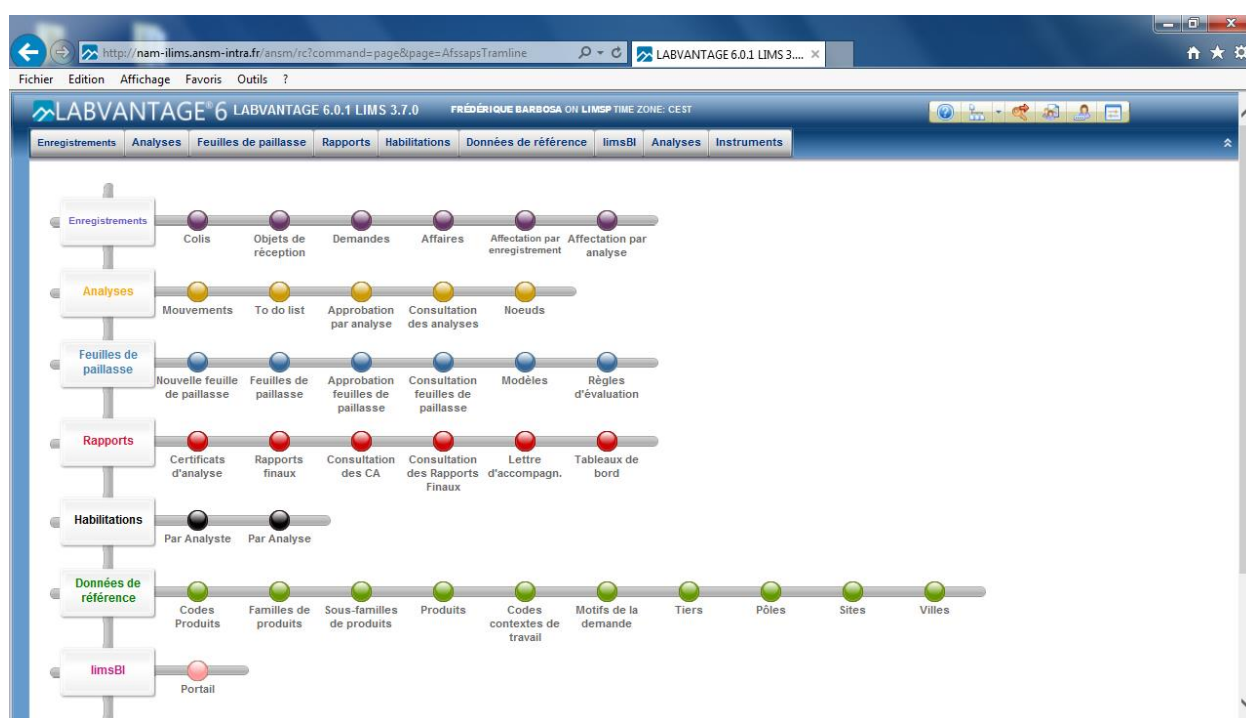 http://nam-ilims.ansm-intra.fr/ansm/rc?command=page&page=AfssapsTramline
LABVANTAGE 6.0.1 LIMS 3....
Fichier Edition Affichage Favoris Outils ?
LABVANTAGE®6 LABVANTAGE 6.0.1 LIMS 3.7.0 FRÉDÉRIQUE BARBOSA ON LIMSP TIME ZONE: CEST
Enregistrements Analyses Feuilles de paillasse Rapports Habilitations Données de référence limsBI Analyses Instruments
Enregistrements
Colis
Objets de
réception
Demandes
Affaires
Affectation par
enregistrement
Affectation par
analyse
Analyses
Mouvements
To do list
Approbation
par analyse
Consultation
des analyses
Noeuds
Feuilles de
paillasse
Nouvelle feuille
de paillasse
Feuilles de
paillasse
Approbation
feuilles de
paillasse
Consultation
feuilles de
paillasse
Modèles
Règles
d'évaluation
Rapports
Certificats
d'analyse
Rapports
finaux
Consultation
des CA
Consultation
des Rapports
Finaux
Lettre
d'accompagn.
Tableaux de
bord
Habilitations
Par Analyste
Par Analyse
Données de
référence
Codes
Produits
Familles de
produits
Sous-familles
de produits
Produits
Codes
contextes de
travail
Motifs de la
demande
Tiers
Pôles
Sites
Villes
limsBI
Portail